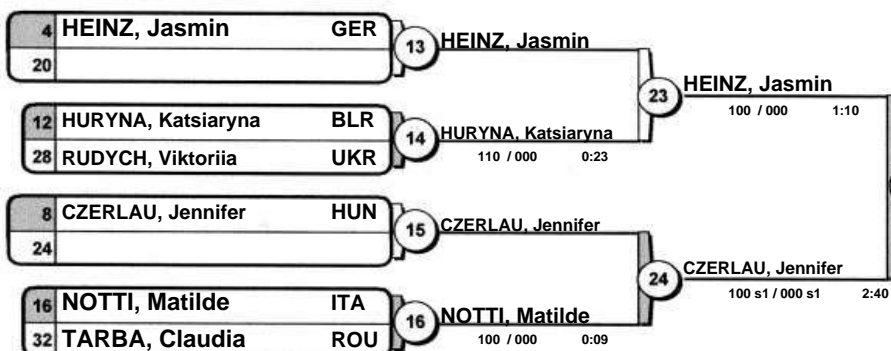 4 HEINZ, Jasmin GER
20
13 HEINZ, Jasmin
12 HURYNA, Katsiaryna BLR
28 RUDYCH, Viktoriia UKR
14 HURYNA, Katsiaryna
110 / 000 0:23
23 HEINZ, Jasmin
100 / 000 1:10
8 CZERLAU, Jennifer HUN
24
15 CZERLAU, Jennifer
16 NOTTI, Matilde ITA
32 TARBA, Claudia ROU
16 NOTTI, Matilde
100 / 000 0:09
24 CZERLAU, Jennifer
100 s1 / 000 s1 2:40